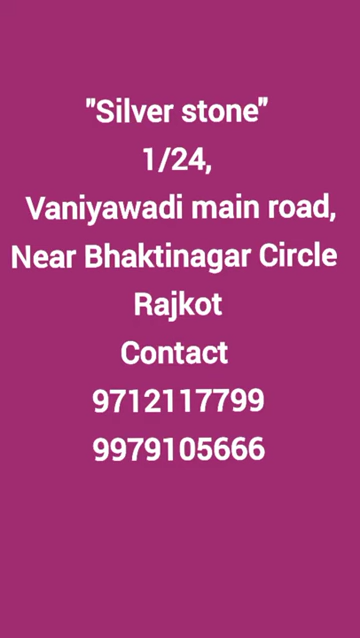 "Silver stone"
1/24,
Vaniyawadi main road,
Near Bhaktinagar Circle
Rajkot
Contact
9712117799
9979105666